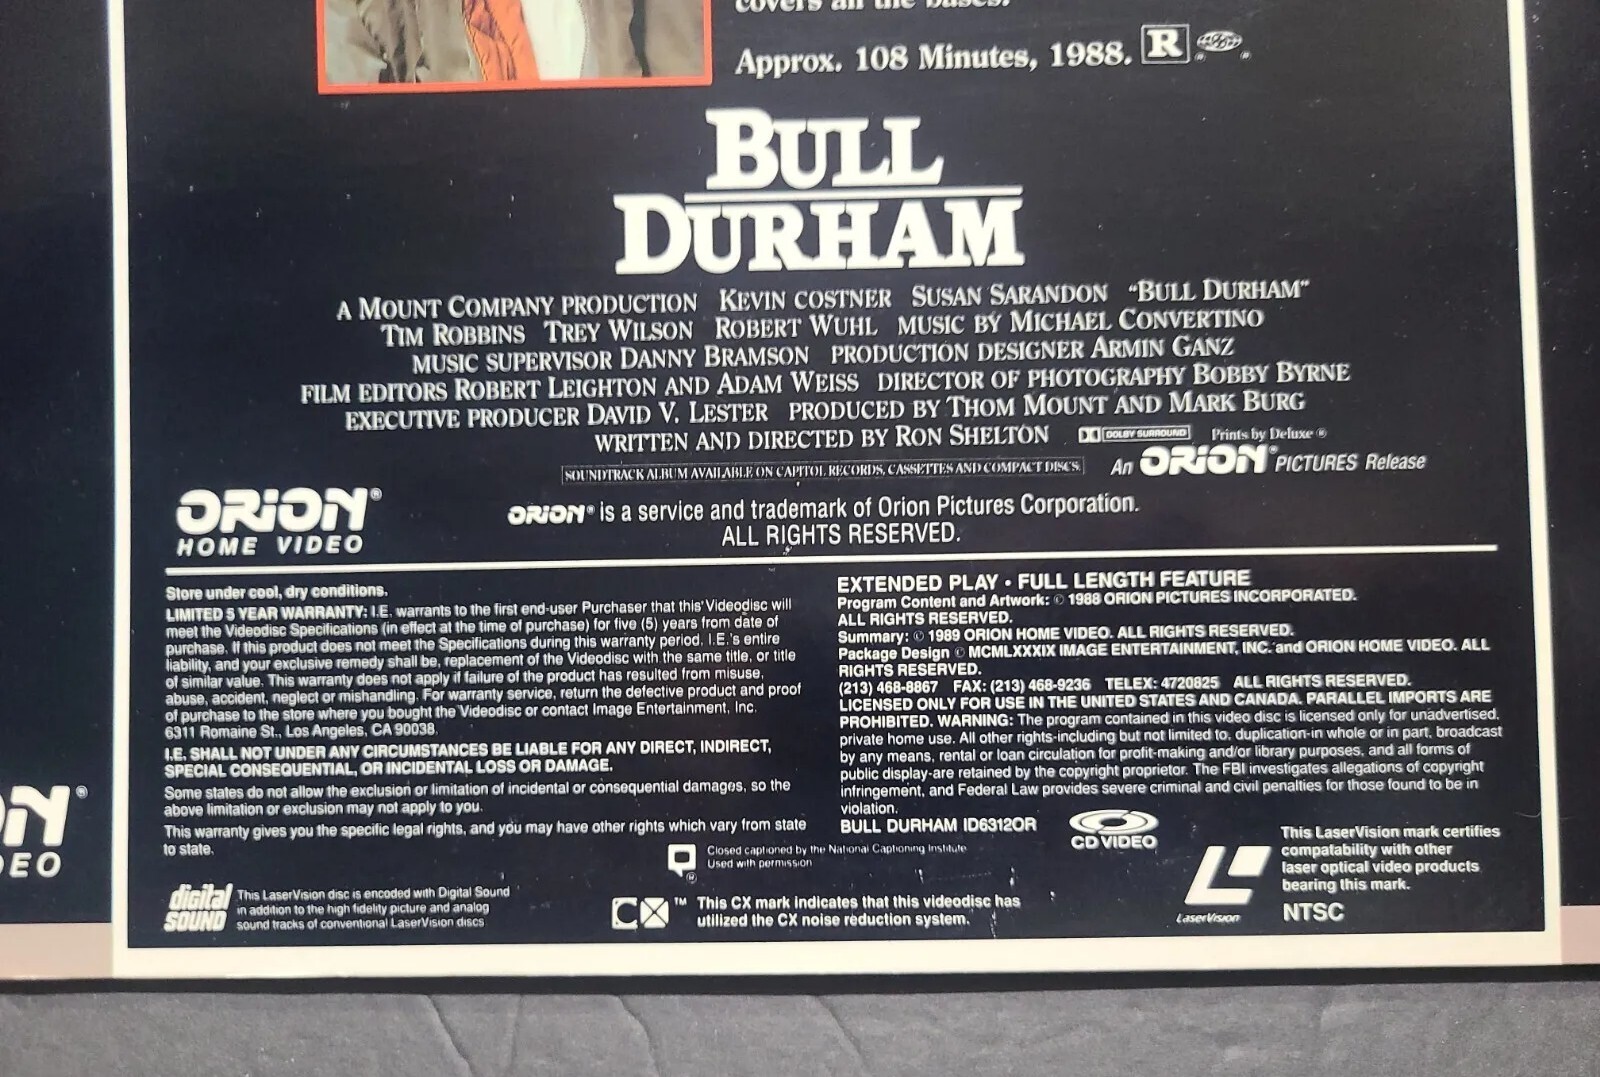 covers all the bases.
Approx. 108 Minutes, 1988. R ®
BULL
DURHAM
A MOUNT COMPANY PRODUCTION KEVIN COSTNER SUSAN SARANDON "BULL DURHAM"
TIM ROBBINS TREY WILSON ROBERT WUHL MUSIC BY MICHAEL CONVERTINO
MUSIC SUPERVISOR DANNY BRAMSON PRODUCTION DESIGNER ARMIN GANZ
FILM EDITORS ROBERT LEIGHTON AND ADAM WEISS DIRECTOR OF PHOTOGRAPHY BOBBY BYRNE
EXECUTIVE PRODUCER DAVID V. LESTER PRODUCED BY THOM MOUNT AND MARK BURG
WRITTEN AND DIRECTED BY RON SHELTON DOLBY SURROUND Prints by Deluxe ®
SOUNDTRACK ALBUM AVAILABLE ON CAPITOL RECORDS, CASSETTES AND COMPACT DISCS. An ORION® PICTURES Release
ORION®
HOME VIDEO
ORION® is a service and trademark of Orion Pictures Corporation.
ALL RIGHTS RESERVED.
Store under cool, dry conditions.
LIMITED 5 YEAR WARRANTY: I.E. warrants to the first end-user Purchaser that this Videodisc will
meet the Videodisc Specifications (in effect at the time of purchase) for five (5) years from date of
purchase. If this product does not meet the Specifications during this warranty period, I.E.'s entire
liability, and your exclusive remedy shall be, replacement of the Videodisc with the same title, or title
of similar value. This warranty does not apply if failure of the product has resulted from misuse,
abuse, accident, neglect or mishandling. For warranty service, return the defective product and proof
of purchase to the store where you bought the Videodisc or contact Image Entertainment, Inc.
6311 Romaine St., Los Angeles, CA 90038.
I.E. SHALL NOT UNDER ANY CIRCUMSTANCES BE LIABLE FOR ANY DIRECT, INDIRECT,
SPECIAL CONSEQUENTIAL, OR INCIDENTAL LOSS OR DAMAGE.
Some states do not allow the exclusion or limitation of incidental or consequential damages, so the
above limitation or exclusion may not apply to you.
This warranty gives you the specific legal rights, and you may have other rights which vary from state
to state.
EXTENDED PLAY • FULL LENGTH FEATURE
Program Content and Artwork: © 1988 ORION PICTURES INCORPORATED.
ALL RIGHTS RESERVED.
Summary: © 1989 ORION HOME VIDEO. ALL RIGHTS RESERVED.
Package Design © MCMLXXXIX IMAGE ENTERTAINMENT, INC. and ORION HOME VIDEO. ALL
RIGHTS RESERVED.
(213) 468-8867 FAX: (213) 468-9236 TELEX: 4720825 ALL RIGHTS RESERVED.
LICENSED ONLY FOR USE IN THE UNITED STATES AND CANADA. PARALLEL IMPORTS ARE
PROHIBITED. WARNING: The program contained in this video disc is licensed only for unadvertised,
private home use. All other rights-including but not limited to, duplication-in whole or in part, broadcast
by any means, rental or loan circulation for profit-making and/or library purposes, and all forms of
public display-are retained by the copyright proprietor. The FBI investigates allegations of copyright
infringement, and Federal Law provides severe criminal and civil penalties for those found to be in
violation.
BULL DURHAM ID6312OR
CD VIDEO
Closed captioned by the National Captioning Institute
Used with permission
®
digital
SOUND
This LaserVision disc is encoded with Digital Sound
in addition to the high fidelity picture and analog
sound tracks of conventional LaserVision discs
CX ™ This CX mark indicates that this videodisc has
utilized the CX noise reduction system.
LaserVision
This LaserVision mark certifies
compatability with other
laser optical video products
bearing this mark.
NTSC
ON®
DEO